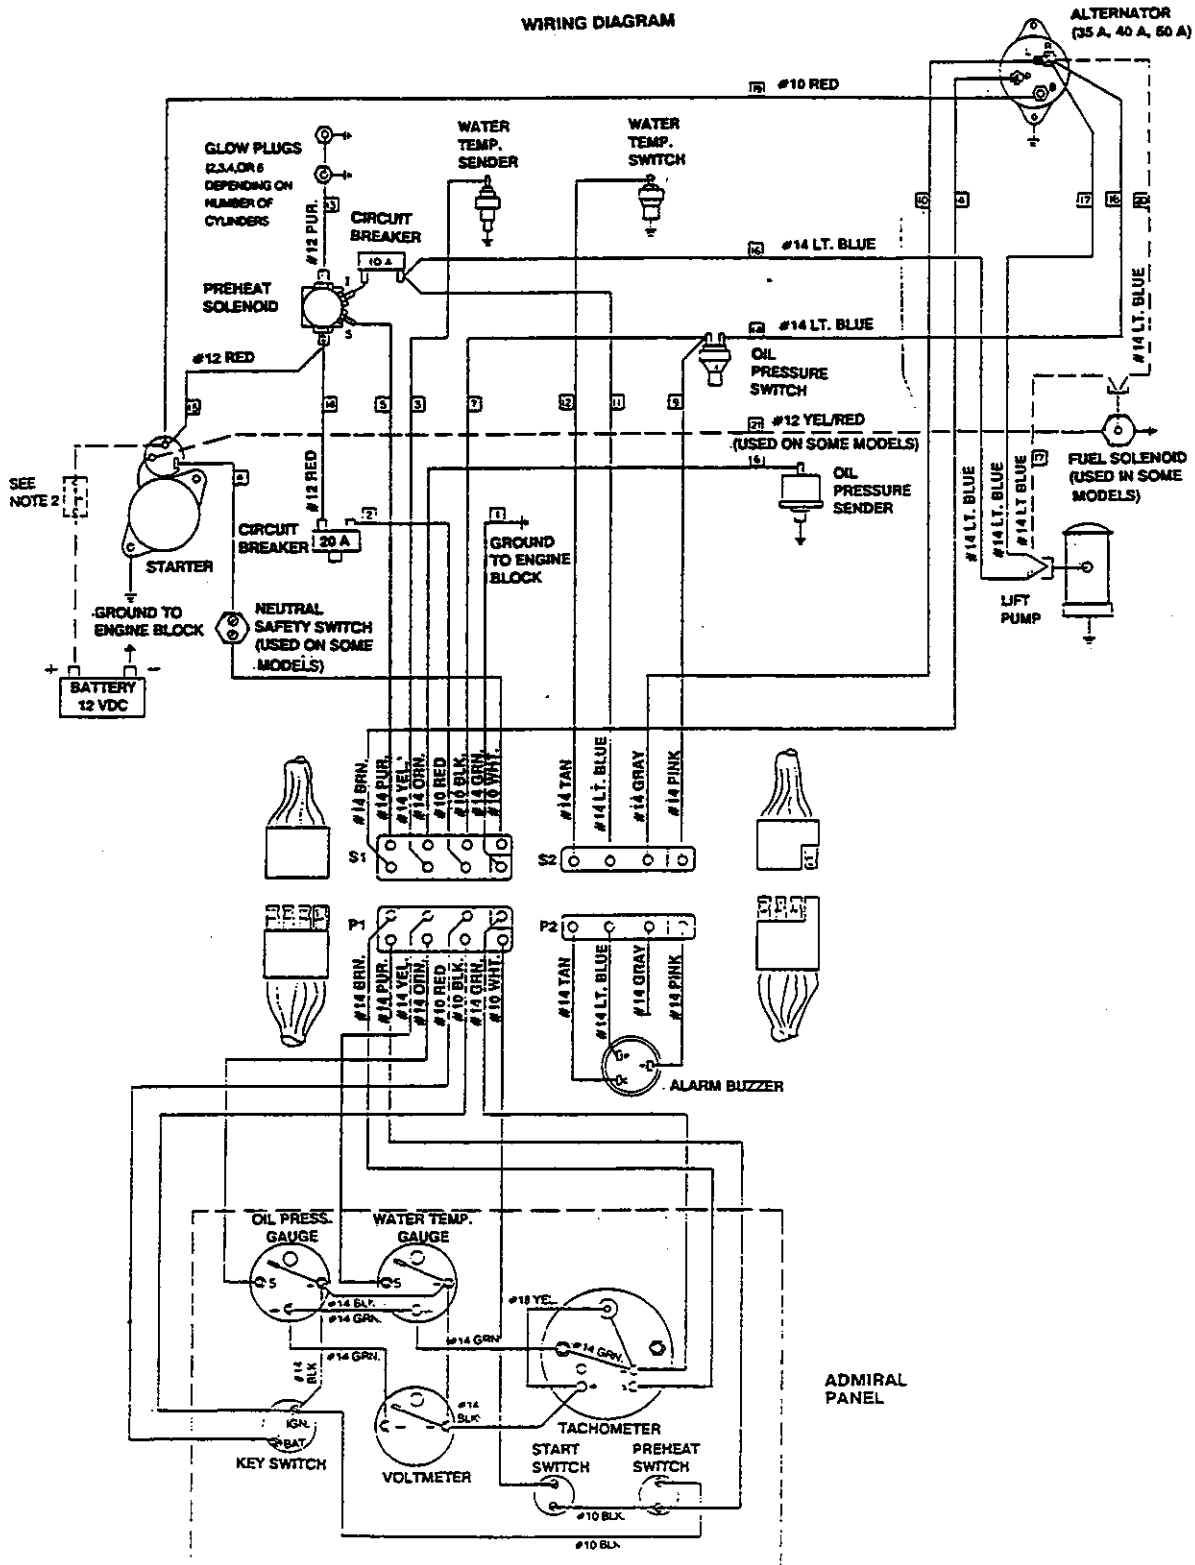 WIRING DIAGRAM
ALTERNATOR
(35 A, 40 A, 50 A)
#10 RED
WATER
TEMP.
SENDER
WATER
TEMP.
SWITCH
GLOW PLUGS
DEPENDING ON
NUMBER OF
CYLINDERS
#12 PUR.
CIRCUIT
BREAKER
10 A
#14 LT. BLUE
PREHEAT
SOLENOID
I
S
#14 LT. BLUE
#14 LT. BLUE
#12 RED
OIL
PRESSURE
SWITCH
5
3
7
12
11
9
17
21
#12 YEL/RED
(USED ON SOME MODELS)
#12 RED
OIL
PRESSURE
SENDER
FUEL SOLENOID
(USED IN SOME
MODELS)
SEE
NOTE 2
STARTER
CIRCUIT
BREAKER
20 A
2
1
GROUND
TO ENGINE
BLOCK
#14 LT. BLUE
#14 LT. BLUE
#14 LT BLUE
17
LIFT
PUMP
GROUND TO
ENGINE BLOCK
NEUTRAL
SAFETY SWITCH
(USED ON SOME
MODELS)
+
-
BATTERY
12 VDC
#14 BRN.
#14 PUR.
#14 YEL.
#14 ORN.
#10 RED
#10 BLK.
#14 GRN.
#10 WHT.
#14 TAN
#14 LT. BLUE
#14 GRAY
#14 PINK
S1
S2
P1
P2
#14 BRN.
#14 PUR.
#14 YEL.
#14 ORN.
#10 RED
#10 BLK.
#14 GRN.
#10 WHT.
#14 TAN
#14 LT. BLUE
#14 GRAY
#14 PINK
ALARM BUZZER
OIL PRESS.
GAUGE
WATER TEMP.
GAUGE
S
S
#14 BLK.
#14 GRN.
#18 YEL.
#14 GRN
#14 GRN.
#14 GRN.
#14
BLK
#14
BLK.
ADMIRAL
PANEL
IGN.
BAT.
KEY SWITCH
VOLTMETER
TACHOMETER
START
SWITCH
PREHEAT
SWITCH
#10 BLK.
#10 BLK